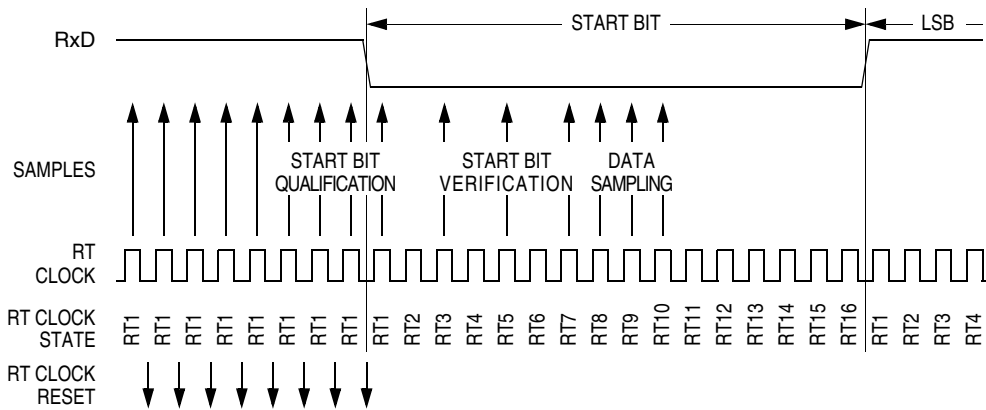 START BIT
LSB
RxD
SAMPLES
START BIT QUALIFICATION
START BIT VERIFICATION
DATA SAMPLING
RT CLOCK
RT CLOCK STATE
RT1 RT1 RT1 RT1 RT1 RT1 RT1 RT1 RT1 RT2 RT3 RT4 RT5 RT6 RT7 RT8 RT9 RT10 RT11 RT12 RT13 RT14 RT15 RT16 RT1 RT2 RT3 RT4
RT CLOCK RESET